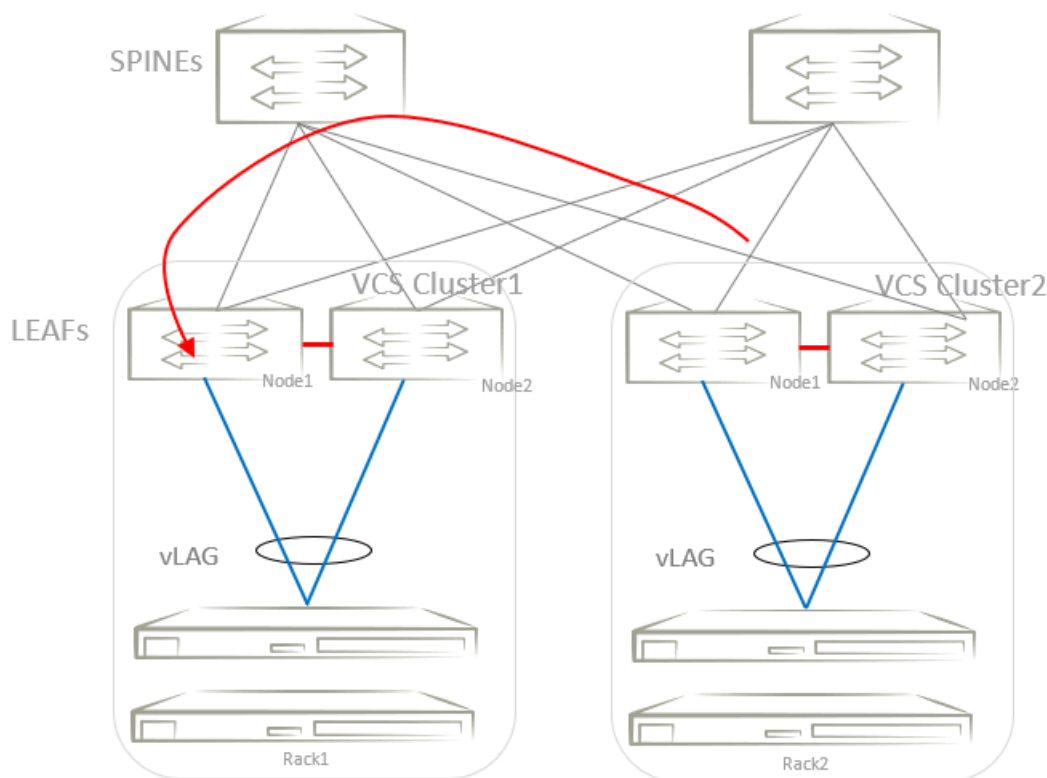 SPINEs
VCS Cluster1
VCS Cluster2
LEAFs
Node1
Node2
Node1
Node2
vLAG
vLAG
Rack1
Rack2